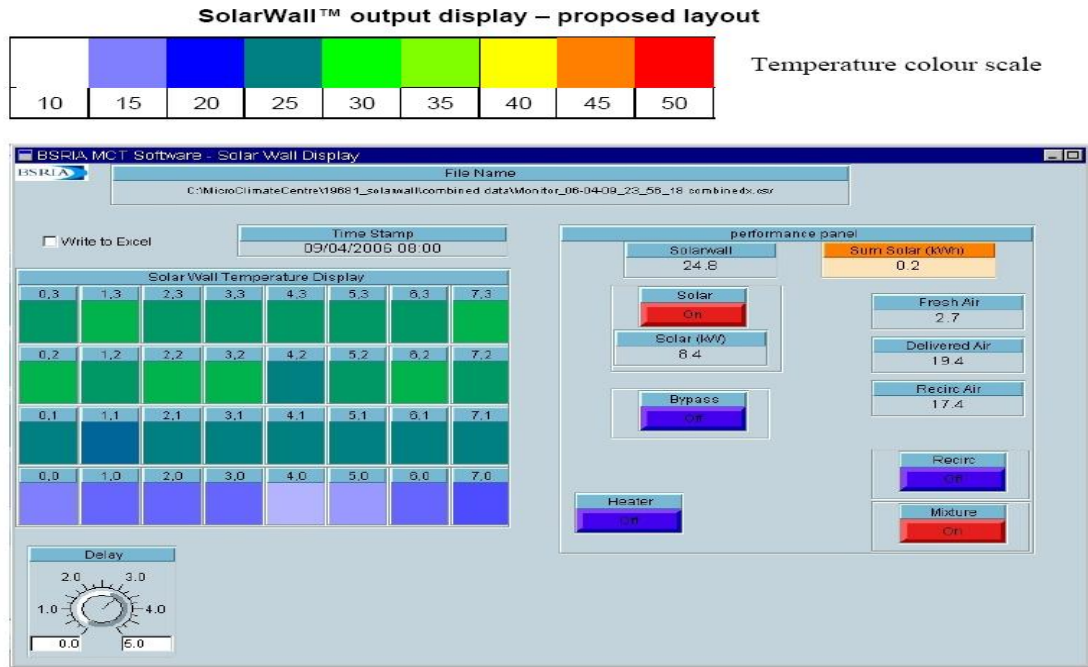 SolarWall™ output display – proposed layout
10 15 20 25 30 35 40 45 50
Temperature colour scale
BSRIA MCT Software - Solar Wall Display
BSRIA
File Name
C:\MicroClimateCentre\19681_solawall\combined data\Monitor_06-04-09_23_56_18 combinedx.csv
Write to Excel
Time Stamp
09/04/2006 08:00
Solar Wall Temperature Display
0,3 1,3 2,3 3,3 4,3 5,3 6,3 7,3
0,2 1,2 2,2 3,2 4,2 5,2 6,2 7,2
0,1 1,1 2,1 3,1 4,1 5,1 6,1 7,1
0,0 1,0 2,0 3,0 4,0 5,0 6,0 7,0
Delay
2.0 3.0
1.0 4.0
0.0 5.0
performance panel
Solarwall
24.8
Sum Solar (kWh)
0.2
Solar
On
Solar (kW)
8.4
Bypass
Off
Heater
Off
Fresh Air
2.7
Delivered Air
19.4
Recirc Air
17.4
Recirc
Off
Mixture
On